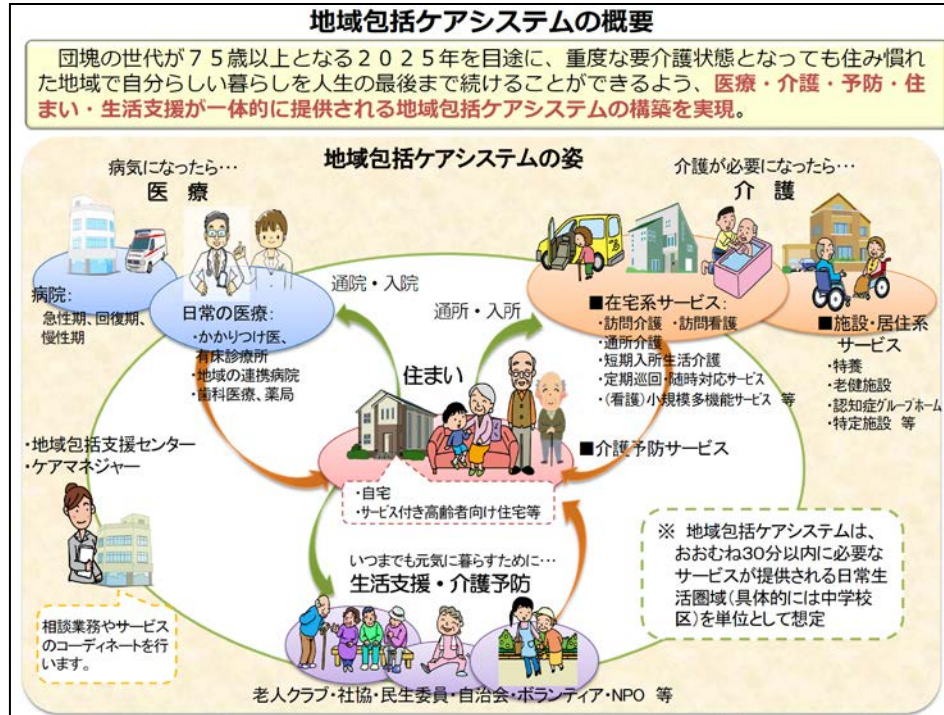 地域包括ケアシステムの概要
団塊の世代が７５歳以上となる２０２５年を目途に、重度な要介護状態となっても住み慣れ
た地域で自分らしい暮らしを人生の最後まで続けることができるよう、医療・介護・予防・住
まい・生活支援が一体的に提供される地域包括ケアシステムの構築を実現。
地域包括ケアシステムの姿
病気になったら･･･
医　療
介護が必要になったら･･･
介　護
通院・入院
通所・入所
病院：
急性期、回復期、
慢性期
日常の医療：
・かかりつけ医、
有床診療所
・地域の連携病院
・歯科医療、薬局
■在宅系サービス：
・訪問介護　・訪問看護
・通所介護
・短期入所生活介護
・定期巡回・随時対応サービス
・（看護）小規模多機能サービス　等
■介護予防サービス
■施設・居住系
サービス
・特養
・老健施設
・認知症グループホーム
・特定施設　等
住まい
・自宅
・サービス付き高齢者向け住宅等
・地域包括支援センター
・ケアマネジャー
相談業務やサービス
のコーディネートを行
います。
いつまでも元気に暮らすために･･･
生活支援・介護予防
老人クラブ・社協・民生委員・自治会・ボランティア・NPO　等
※　地域包括ケアシステムは、
おおむね30分以内に必要な
サービスが提供される日常生
活圏域（具体的には中学校
区）を単位として想定